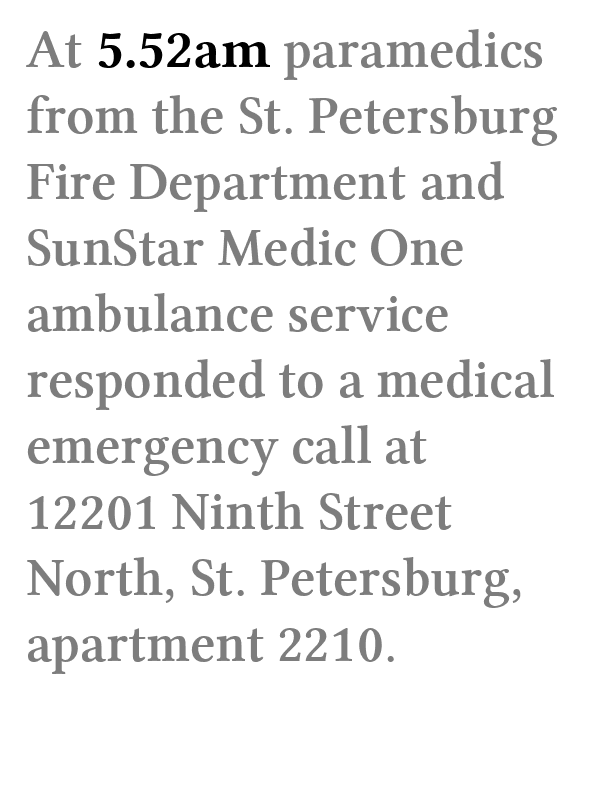 At 5.52am paramedics
from the St. Petersburg
Fire Department and
SunStar Medic One
ambulance service
responded to a medical
emergency call at
12201 Ninth Street
North, St. Petersburg,
apartment 2210.